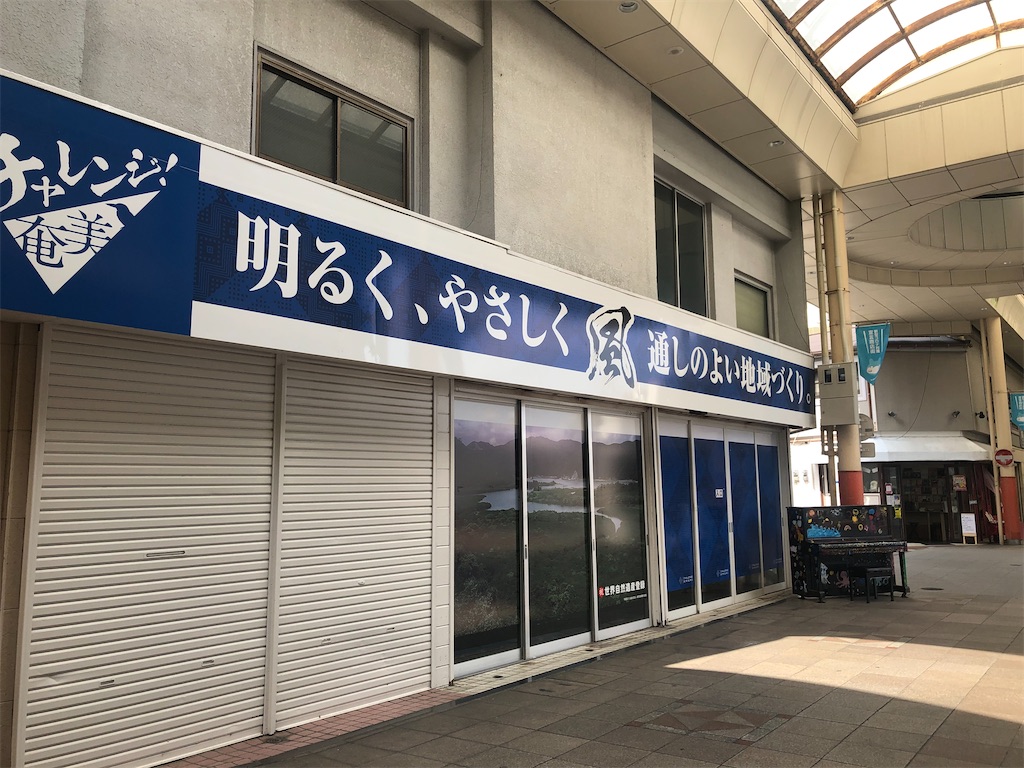 チャレンジ!
奄美
明るく、やさしく 風 通しのよい地域づくり。
祝 世界自然遺産登録